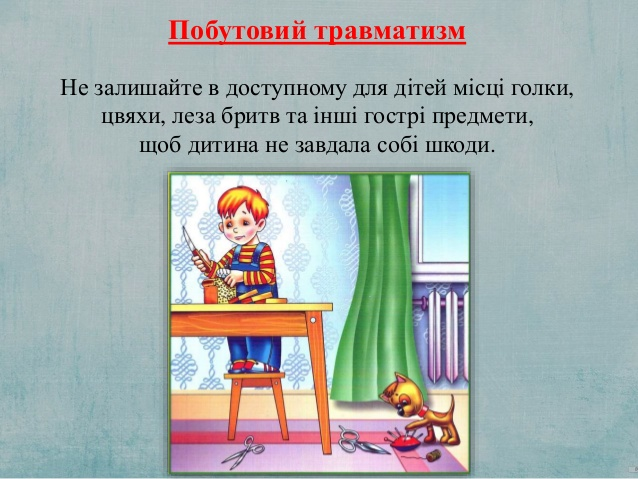 Побутовий травматизм
Не залишайте в доступному для дітей місці голки,
цвяхи, леза бритв та інші гострі предмети,
щоб дитина не завдала собі шкоди.